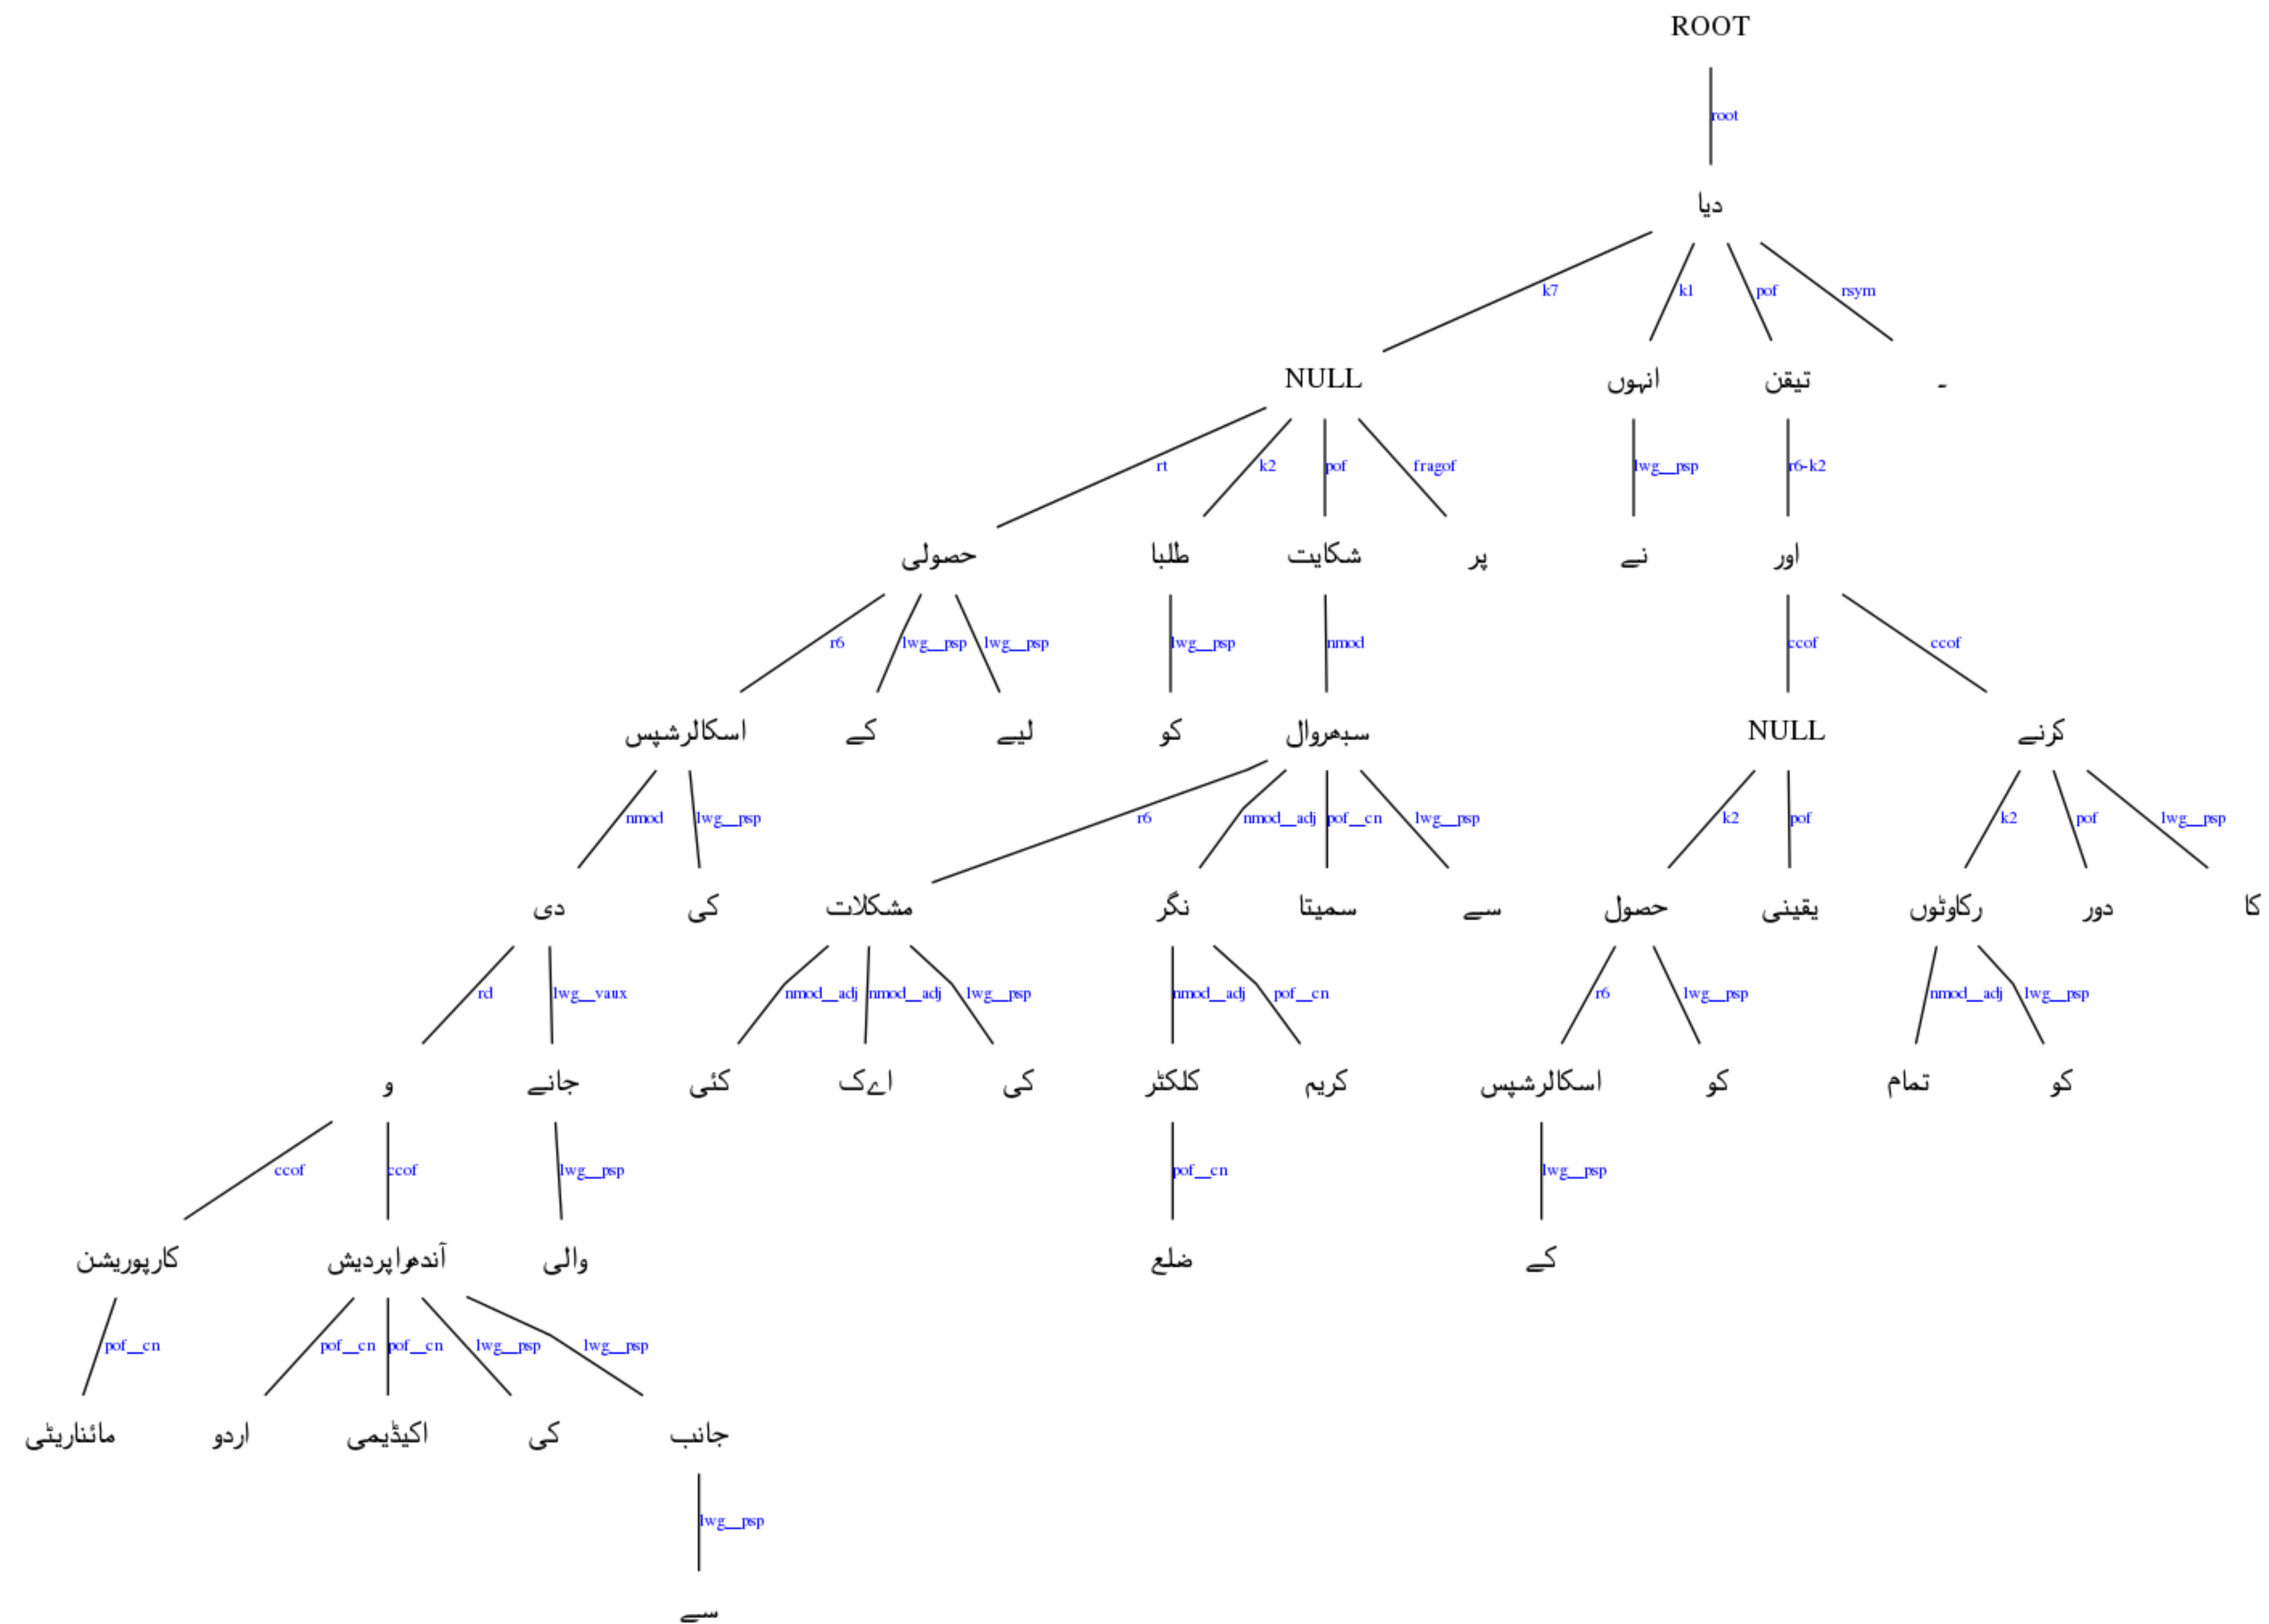 ROOT
root
دیا
k7 k1 pof rsym
NULL انہوں تیقن ۔
rt k2 pof fragof lwg__psp r6-k2
حصولی طلبا شکایت پر نے اور
r6 lwg__psp lwg__psp lwg__psp nmod ccof ccof
اسکالرشپس کے لیے کو سبھروال NULL کرنے
nmod lwg__psp r6 nmod__adj pof__cn lwg__psp k2 pof k2 pof lwg__psp
دی کی مشکلات نگر سمیتا سے حصول یقینی رکاوٹوں دور کا
rd lwg__vaux nmod__adj nmod__adj lwg__psp nmod__adj pof__cn r6 lwg__psp nmod__adj lwg__psp
و جانے کئی اےک کی کلکٹر کریم اسکالرشپس کو تمام کو
ccof ccof lwg__psp pof__cn lwg__psp
کارپوریشن آندھراپردیش والی ضلع کے
pof__cn pof__cn pof__cn lwg__psp lwg__psp
مائناریٹی اردو اکیڈیمی کی جانب
lwg__psp
سے